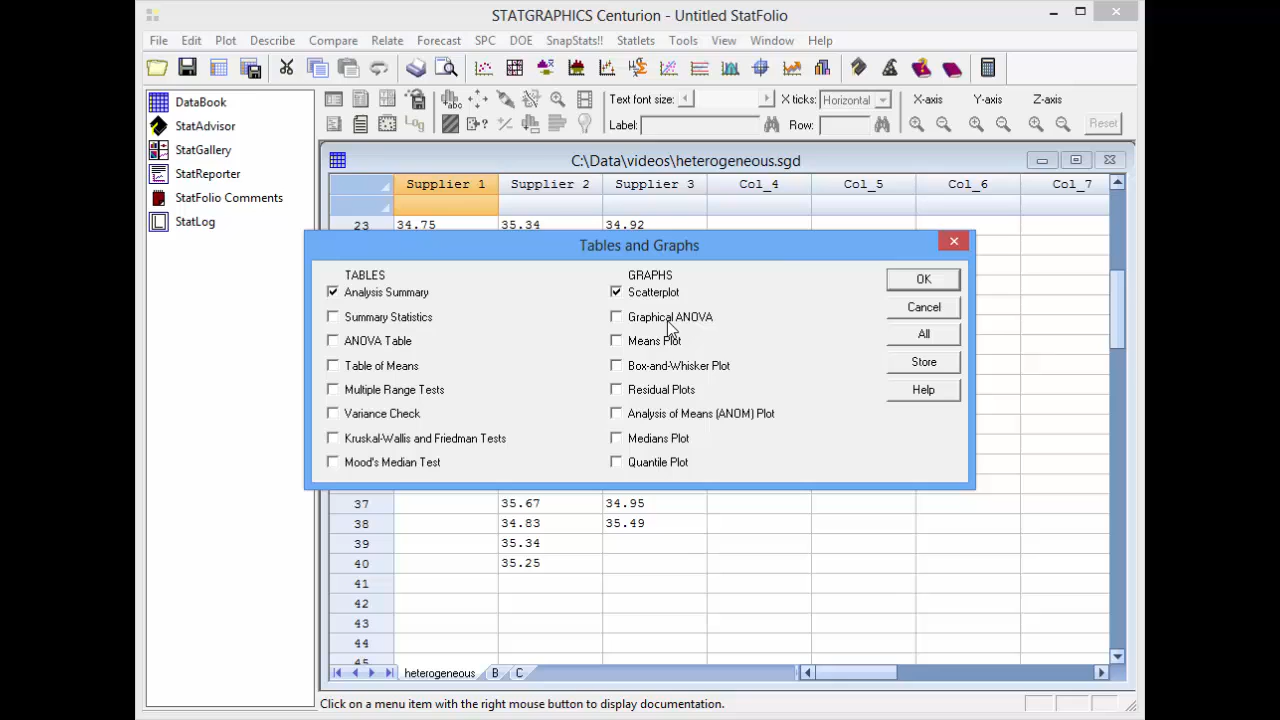 STATGRAPHICS Centurion - Untitled StatFolio
File Edit Plot Describe Compare Relate Forecast SPC DOE SnapStats!! Statlets Tools View Window Help
Text font size: X ticks: Horizontal X-axis Y-axis Z-axis
Log Label: Row: Reset
DataBook
StatAdvisor
StatGallery
StatReporter
StatFolio Comments
StatLog
C:\Data\videos\heterogeneous.sgd
Supplier 1 Supplier 2 Supplier 3 Col_4 Col_5 Col_6 Col_7
23 34.75 35.34 34.92
Tables and Graphs
TABLES
Analysis Summary
Summary Statistics
ANOVA Table
Table of Means
Multiple Range Tests
Variance Check
Kruskal-Wallis and Friedman Tests
Mood's Median Test
GRAPHS
Scatterplot
Graphical ANOVA
Means Plot
Box-and-Whisker Plot
Residual Plots
Analysis of Means (ANOM) Plot
Medians Plot
Quantile Plot
OK
Cancel
All
Store
Help
37 35.67 34.95
38 34.83 35.49
39 35.34
40 35.25
41
42
43
44
45
heterogeneous B C
Click on a menu item with the right mouse button to display documentation.